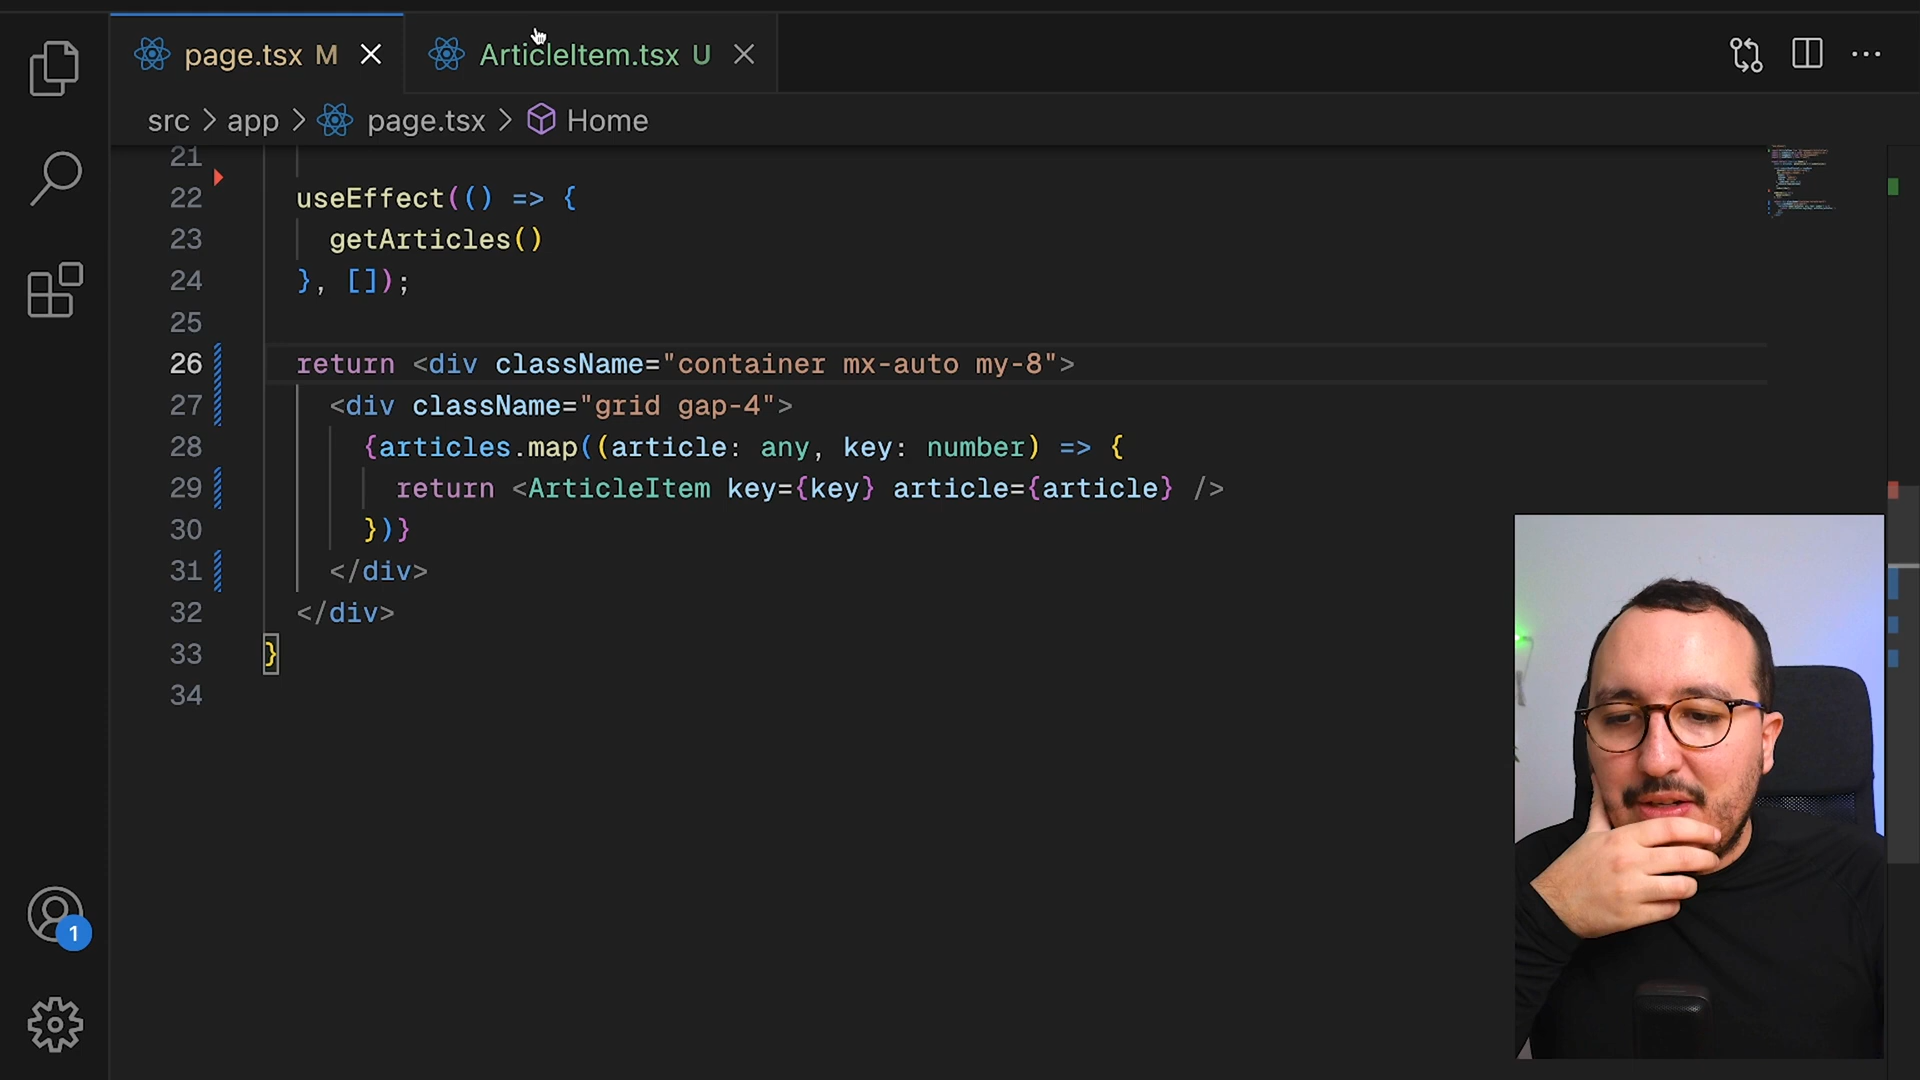 page.tsx M
ArticleItem.tsx U
src > app > page.tsx > Home
21
22 useEffect(() => {
23 getArticles()
24 }, []);
25
26 return <div className="container mx-auto my-8">
27 <div className="grid gap-4">
28 {articles.map((article: any, key: number) => {
29 return <ArticleItem key={key} article={article} />
30 })}
31 </div>
32 </div>
33 }
34
1